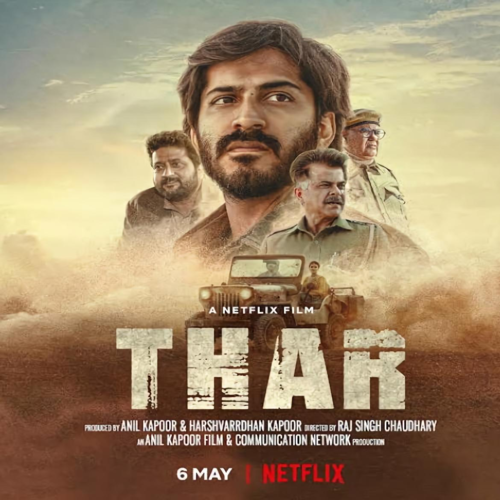 A NETFLIX FILM
THAR
PRODUCED BY ANIL KAPOOR & HARSHVARRDHAN KAPOOR DIRECTED BY RAJ SINGH CHAUDHARY
AN ANIL KAPOOR FILM & COMMUNICATION NETWORK PRODUCTION
6 MAY | NETFLIX